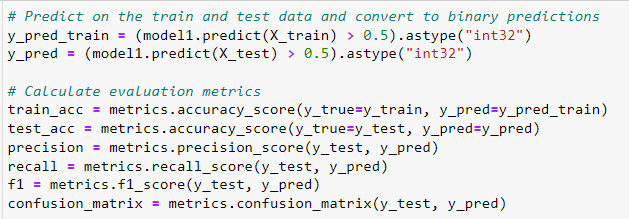 # Predict on the train and test data and convert to binary predictions
y_pred_train = (model1.predict(X_train) > 0.5).astype("int32")
y_pred = (model1.predict(X_test) > 0.5).astype("int32")
# Calculate evaluation metrics
train_acc = metrics.accuracy_score(y_true=y_train, y_pred=y_pred_train)
test_acc = metrics.accuracy_score(y_true=y_test, y_pred=y_pred)
precision = metrics.precision_score(y_test, y_pred)
recall = metrics.recall_score(y_test, y_pred)
f1 = metrics.f1_score(y_test, y_pred)
confusion_matrix = metrics.confusion_matrix(y_test, y_pred)